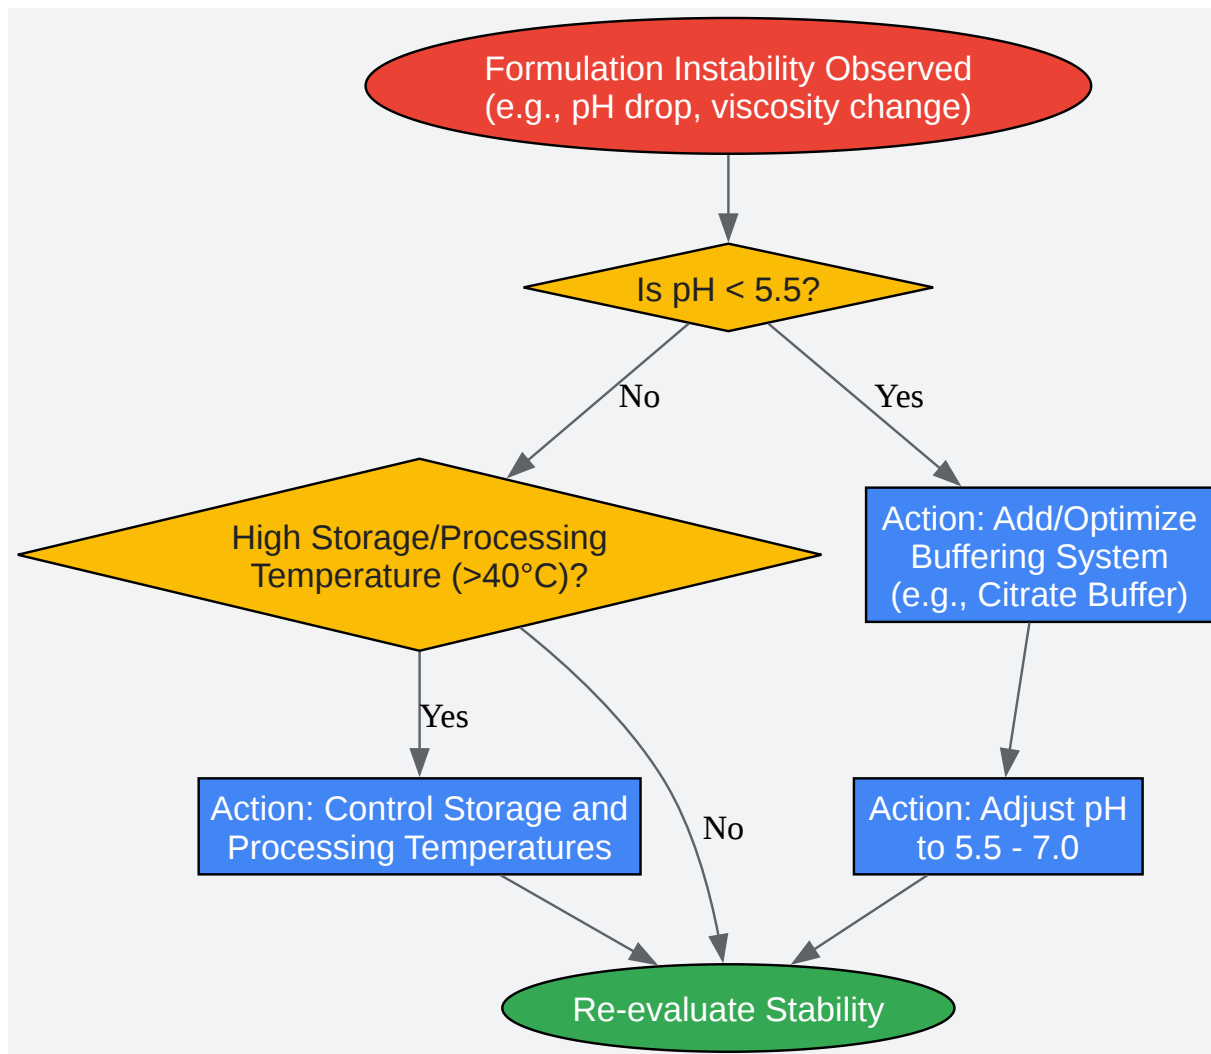 Formulation Instability Observed
(e.g., pH drop, viscosity change)
Is pH < 5.5?
No
Yes
High Storage/Processing
Temperature (>40°C)?
Action: Add/Optimize
Buffering System
(e.g., Citrate Buffer)
Yes
No
Action: Control Storage and
Processing Temperatures
Action: Adjust pH
to 5.5 - 7.0
Re-evaluate Stability